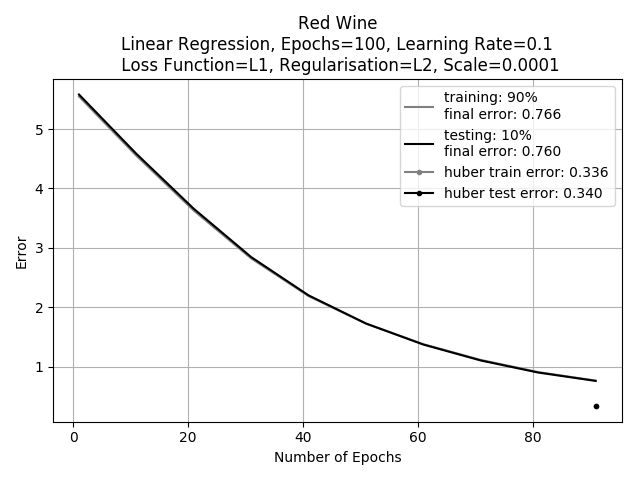 Red Wine
Linear Regression, Epochs=100, Learning Rate=0.1
Loss Function=L1, Regularisation=L2, Scale=0.0001
training: 90%
final error: 0.766
testing: 10%
final error: 0.760
huber train error: 0.336
huber test error: 0.340
Error
5
4
3
2
1
0
20
40
60
80
Number of Epochs